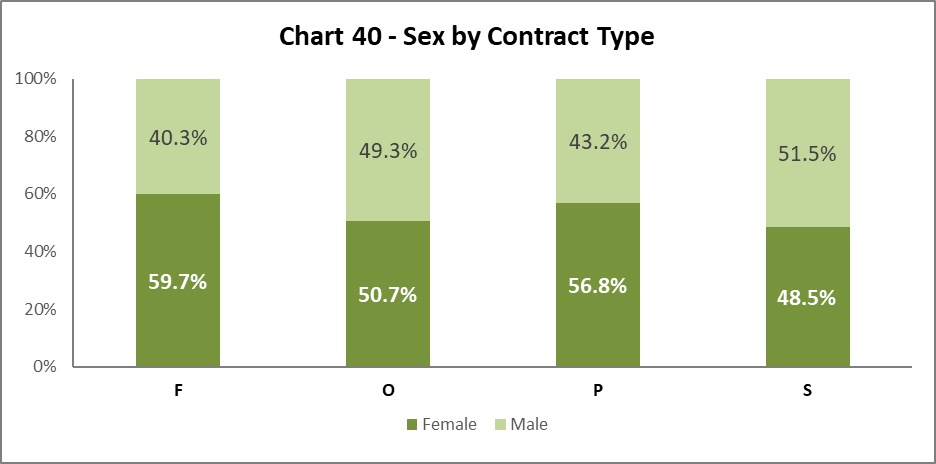 Chart 40 - Sex by Contract Type
100%
80%
60%
40%
20%
0%
40.3%
49.3%
43.2%
51.5%
59.7%
50.7%
56.8%
48.5%
F
O
P
S
Female
Male